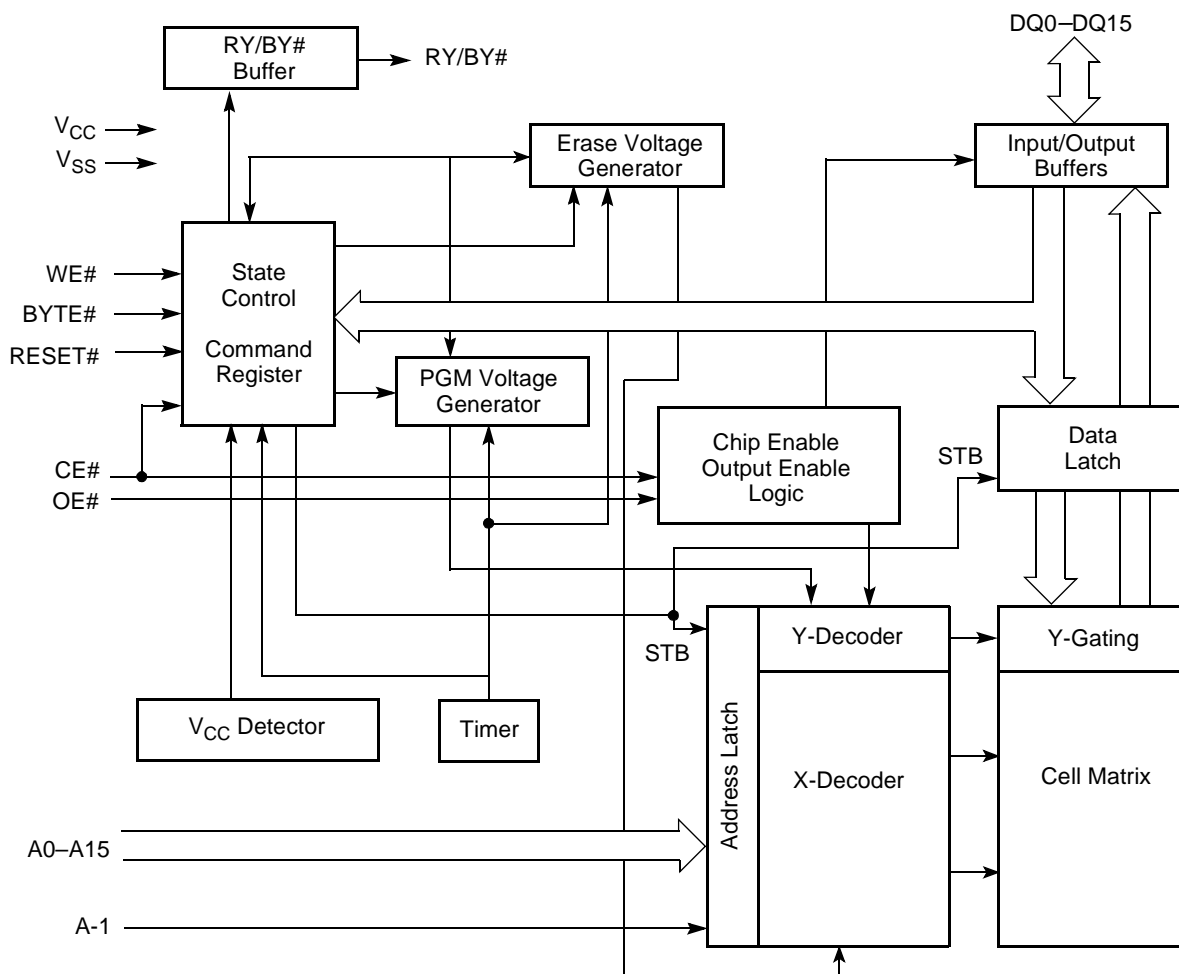 DQ0–DQ15
RY/BY#
Buffer
RY/BY#
VCC
VSS
Erase Voltage
Generator
Input/Output
Buffers
WE#
BYTE#
RESET#
State
Control
Command
Register
PGM Voltage
Generator
CE#
OE#
Chip Enable
Output Enable
Logic
STB
Data
Latch
STB
Y-Decoder
Y-Gating
VCC Detector
Timer
Address Latch
X-Decoder
Cell Matrix
A0–A15
A-1